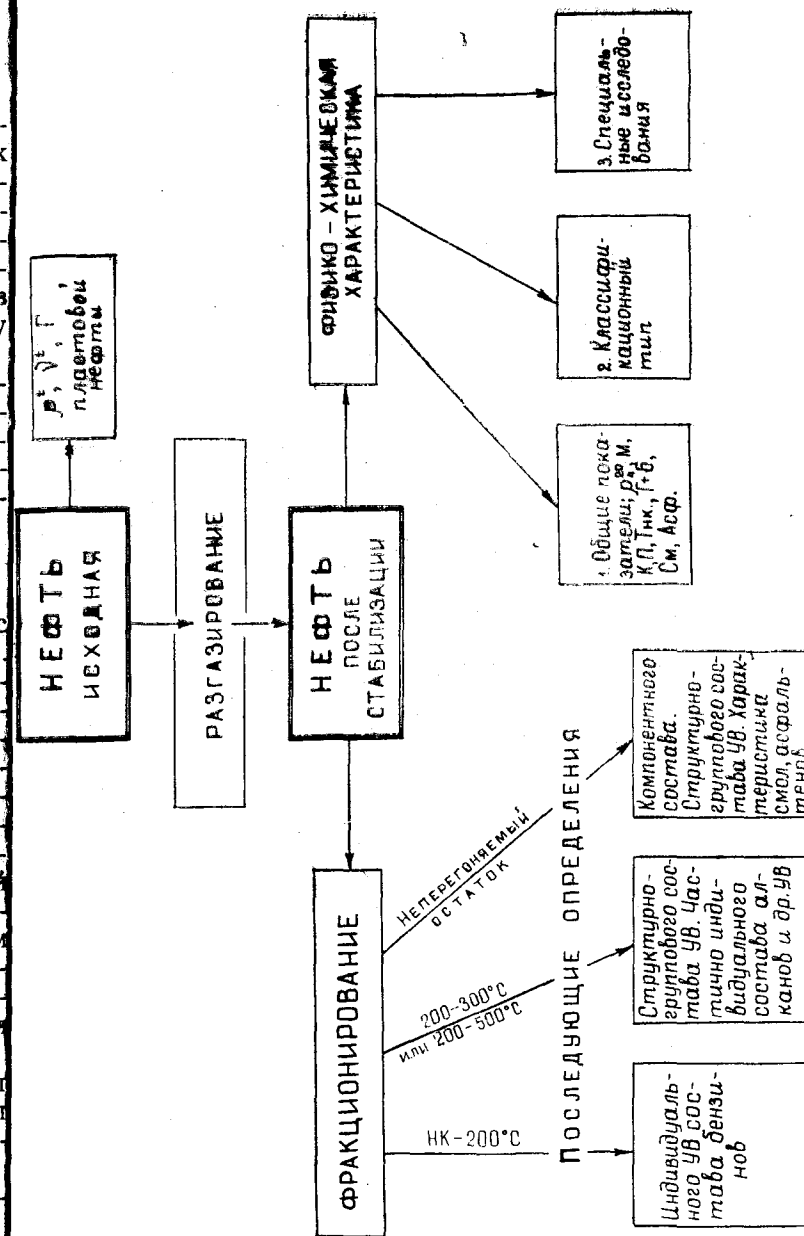 НЕФТЬ
ИСХОДНАЯ
пластовой
нефти
РАЗГАЗИРОВАНИЕ
НЕФТЬ
ПОСЛЕ
СТАБИЛИЗАЦИИ
ФРАКЦИОНИРОВАНИЕ
ФИЗИКО-ХИМИЧЕСКАЯ
ХАРАКТЕРИСТИКА
НК-200°С
200-300°С
или 200-500°С
НЕПЕРЕГОНЯЕМЫЙ
ОСТАТОК
ПОСЛЕДУЮЩИЕ ОПРЕДЕЛЕНИЯ
Индивидуаль-
ного УВ сос-
тава бензи-
нов
Структурно-
группового сос-
тава УВ. Час-
тично инди-
видуального
состава ал-
канов и др. УВ
Компонентного
состава.
Структурно-
группового сос-
тава УВ. Харак-
теристика
смол, асфаль-
тенов
1. Общие пока-
затели; М,
К,П, Тнк., Г+Б,
См, Асф.
2. Классифи-
кационный
тип
3. Специаль-
ные исследо-
вания